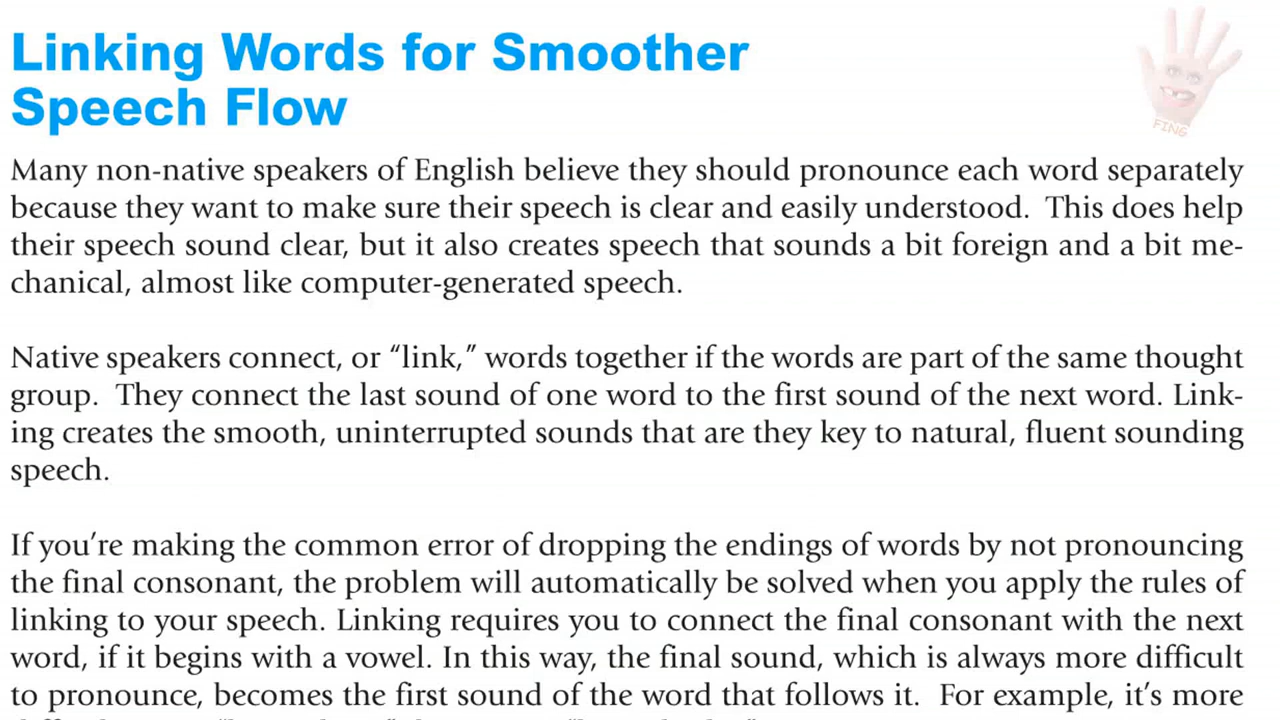 Linking Words for Smoother
Speech Flow
FING
Many non-native speakers of English believe they should pronounce each word separately
because they want to make sure their speech is clear and easily understood.  This does help
their speech sound clear, but it also creates speech that sounds a bit foreign and a bit me-
chanical, almost like computer-generated speech.
Native speakers connect, or “link,” words together if the words are part of the same thought
group.  They connect the last sound of one word to the first sound of the next word. Link-
ing creates the smooth, uninterrupted sounds that are they key to natural, fluent sounding
speech.
If you’re making the common error of dropping the endings of words by not pronouncing
the final consonant, the problem will automatically be solved when you apply the rules of
linking to your speech. Linking requires you to connect the final consonant with the next
word, if it begins with a vowel. In this way, the final sound, which is always more difficult
to pronounce, becomes the first sound of the word that follows it.  For example, it’s more